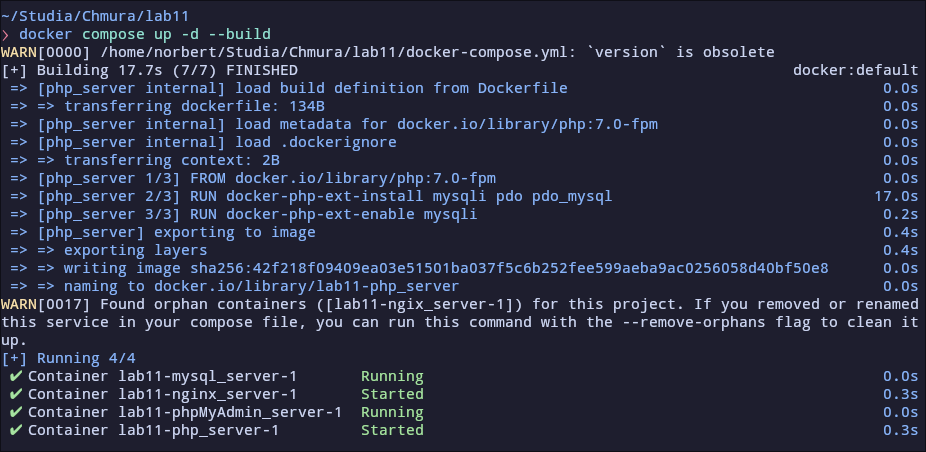 ~/Studia/Chmura/lab11
❯ docker compose up -d --build
WARN[0000] /home/norbert/Studia/Chmura/lab11/docker-compose.yml: `version` is obsolete
[+] Building 17.7s (7/7) FINISHED docker:default
=> [php_server internal] load build definition from Dockerfile 0.0s
=> => transferring dockerfile: 134B 0.0s
=> [php_server internal] load metadata for docker.io/library/php:7.0-fpm 0.0s
=> [php_server internal] load .dockerignore 0.0s
=> => transferring context: 2B 0.0s
=> [php_server 1/3] FROM docker.io/library/php:7.0-fpm 0.0s
=> [php_server 2/3] RUN docker-php-ext-install mysqli pdo pdo_mysql 17.0s
=> [php_server 3/3] RUN docker-php-ext-enable mysqli 0.2s
=> [php_server] exporting to image 0.4s
=> => exporting layers 0.4s
=> => writing image sha256:42f218f09409ea03e51501ba037f5c6b252fee599aeba9ac0256058d40bf50e8 0.0s
=> => naming to docker.io/library/lab11-php_server 0.0s
WARN[0017] Found orphan containers ([lab11-ngix_server-1]) for this project. If you removed or renamed
this service in your compose file, you can run this command with the --remove-orphans flag to clean it
up.
[+] Running 4/4
✔ Container lab11-mysql_server-1 Running 0.0s
✔ Container lab11-nginx_server-1 Started 0.3s
✔ Container lab11-phpMyAdmin_server-1 Running 0.0s
✔ Container lab11-php_server-1 Started 0.3s